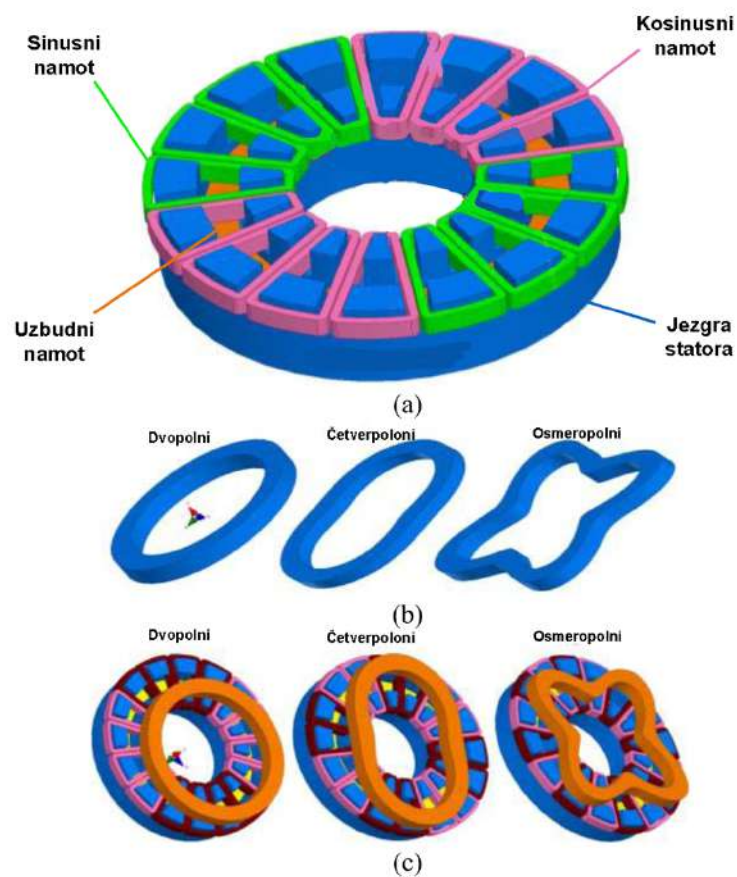 Sinusni
namot
Kosinusni
namot
Uzbudni
namot
Jezgra
statora
(a)
Dvopolni
Četverpoloni
Osmeropolni
(b)
Dvopolni
Četverpoloni
Osmeropolni
(c)